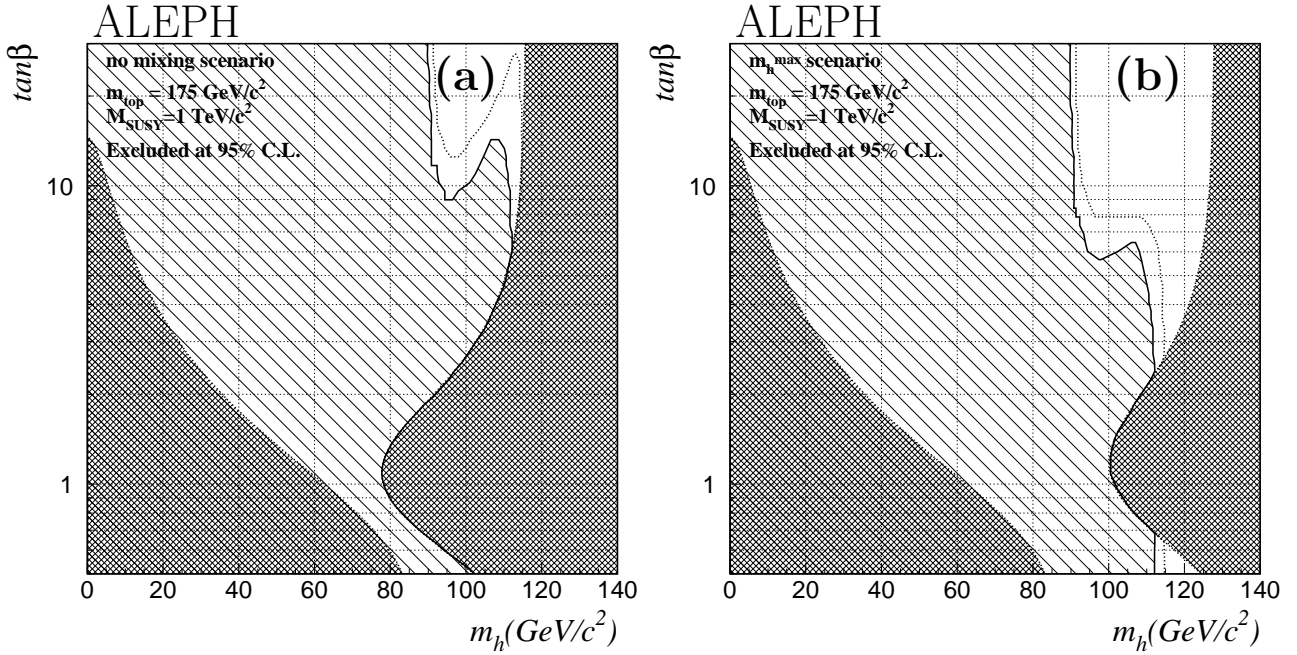 ALEPH
tanβ
no mixing scenario
m_top = 175 GeV/c²
M_SUSY=1 TeV/c²
Excluded at 95% C.L.
(a)
10
1
0 20 40 60 80 100 120 140
m_h(GeV/c²)
ALEPH
tanβ
m_h^max scenario
m_top = 175 GeV/c²
M_SUSY=1 TeV/c²
Excluded at 95% C.L.
(b)
10
1
0 20 40 60 80 100 120 140
m_h(GeV/c²)